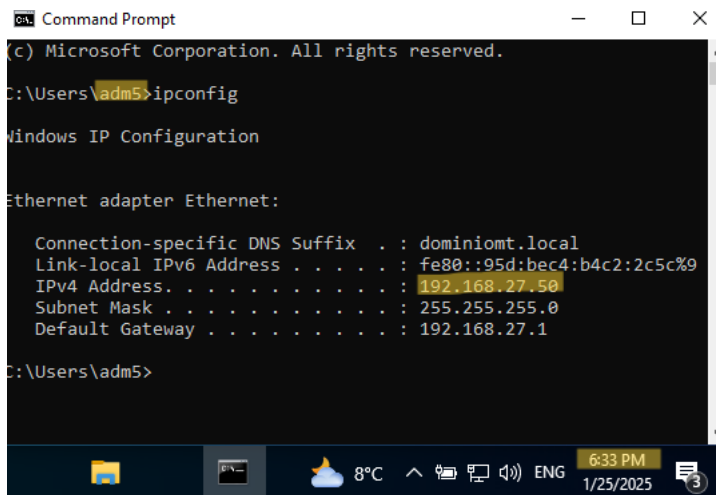 Command Prompt
(c) Microsoft Corporation. All rights reserved.
C:\Users\adm5>ipconfig
Windows IP Configuration
Ethernet adapter Ethernet:
Connection-specific DNS Suffix . : dominiomt.local
Link-local IPv6 Address . . . . . : fe80::95d:bec4:b4c2:2c5c%9
IPv4 Address. . . . . . . . . . . : 192.168.27.50
Subnet Mask . . . . . . . . . . . : 255.255.255.0
Default Gateway . . . . . . . . . : 192.168.27.1
C:\Users\adm5>
8°C ENG 6:33 PM
1/25/2025
3